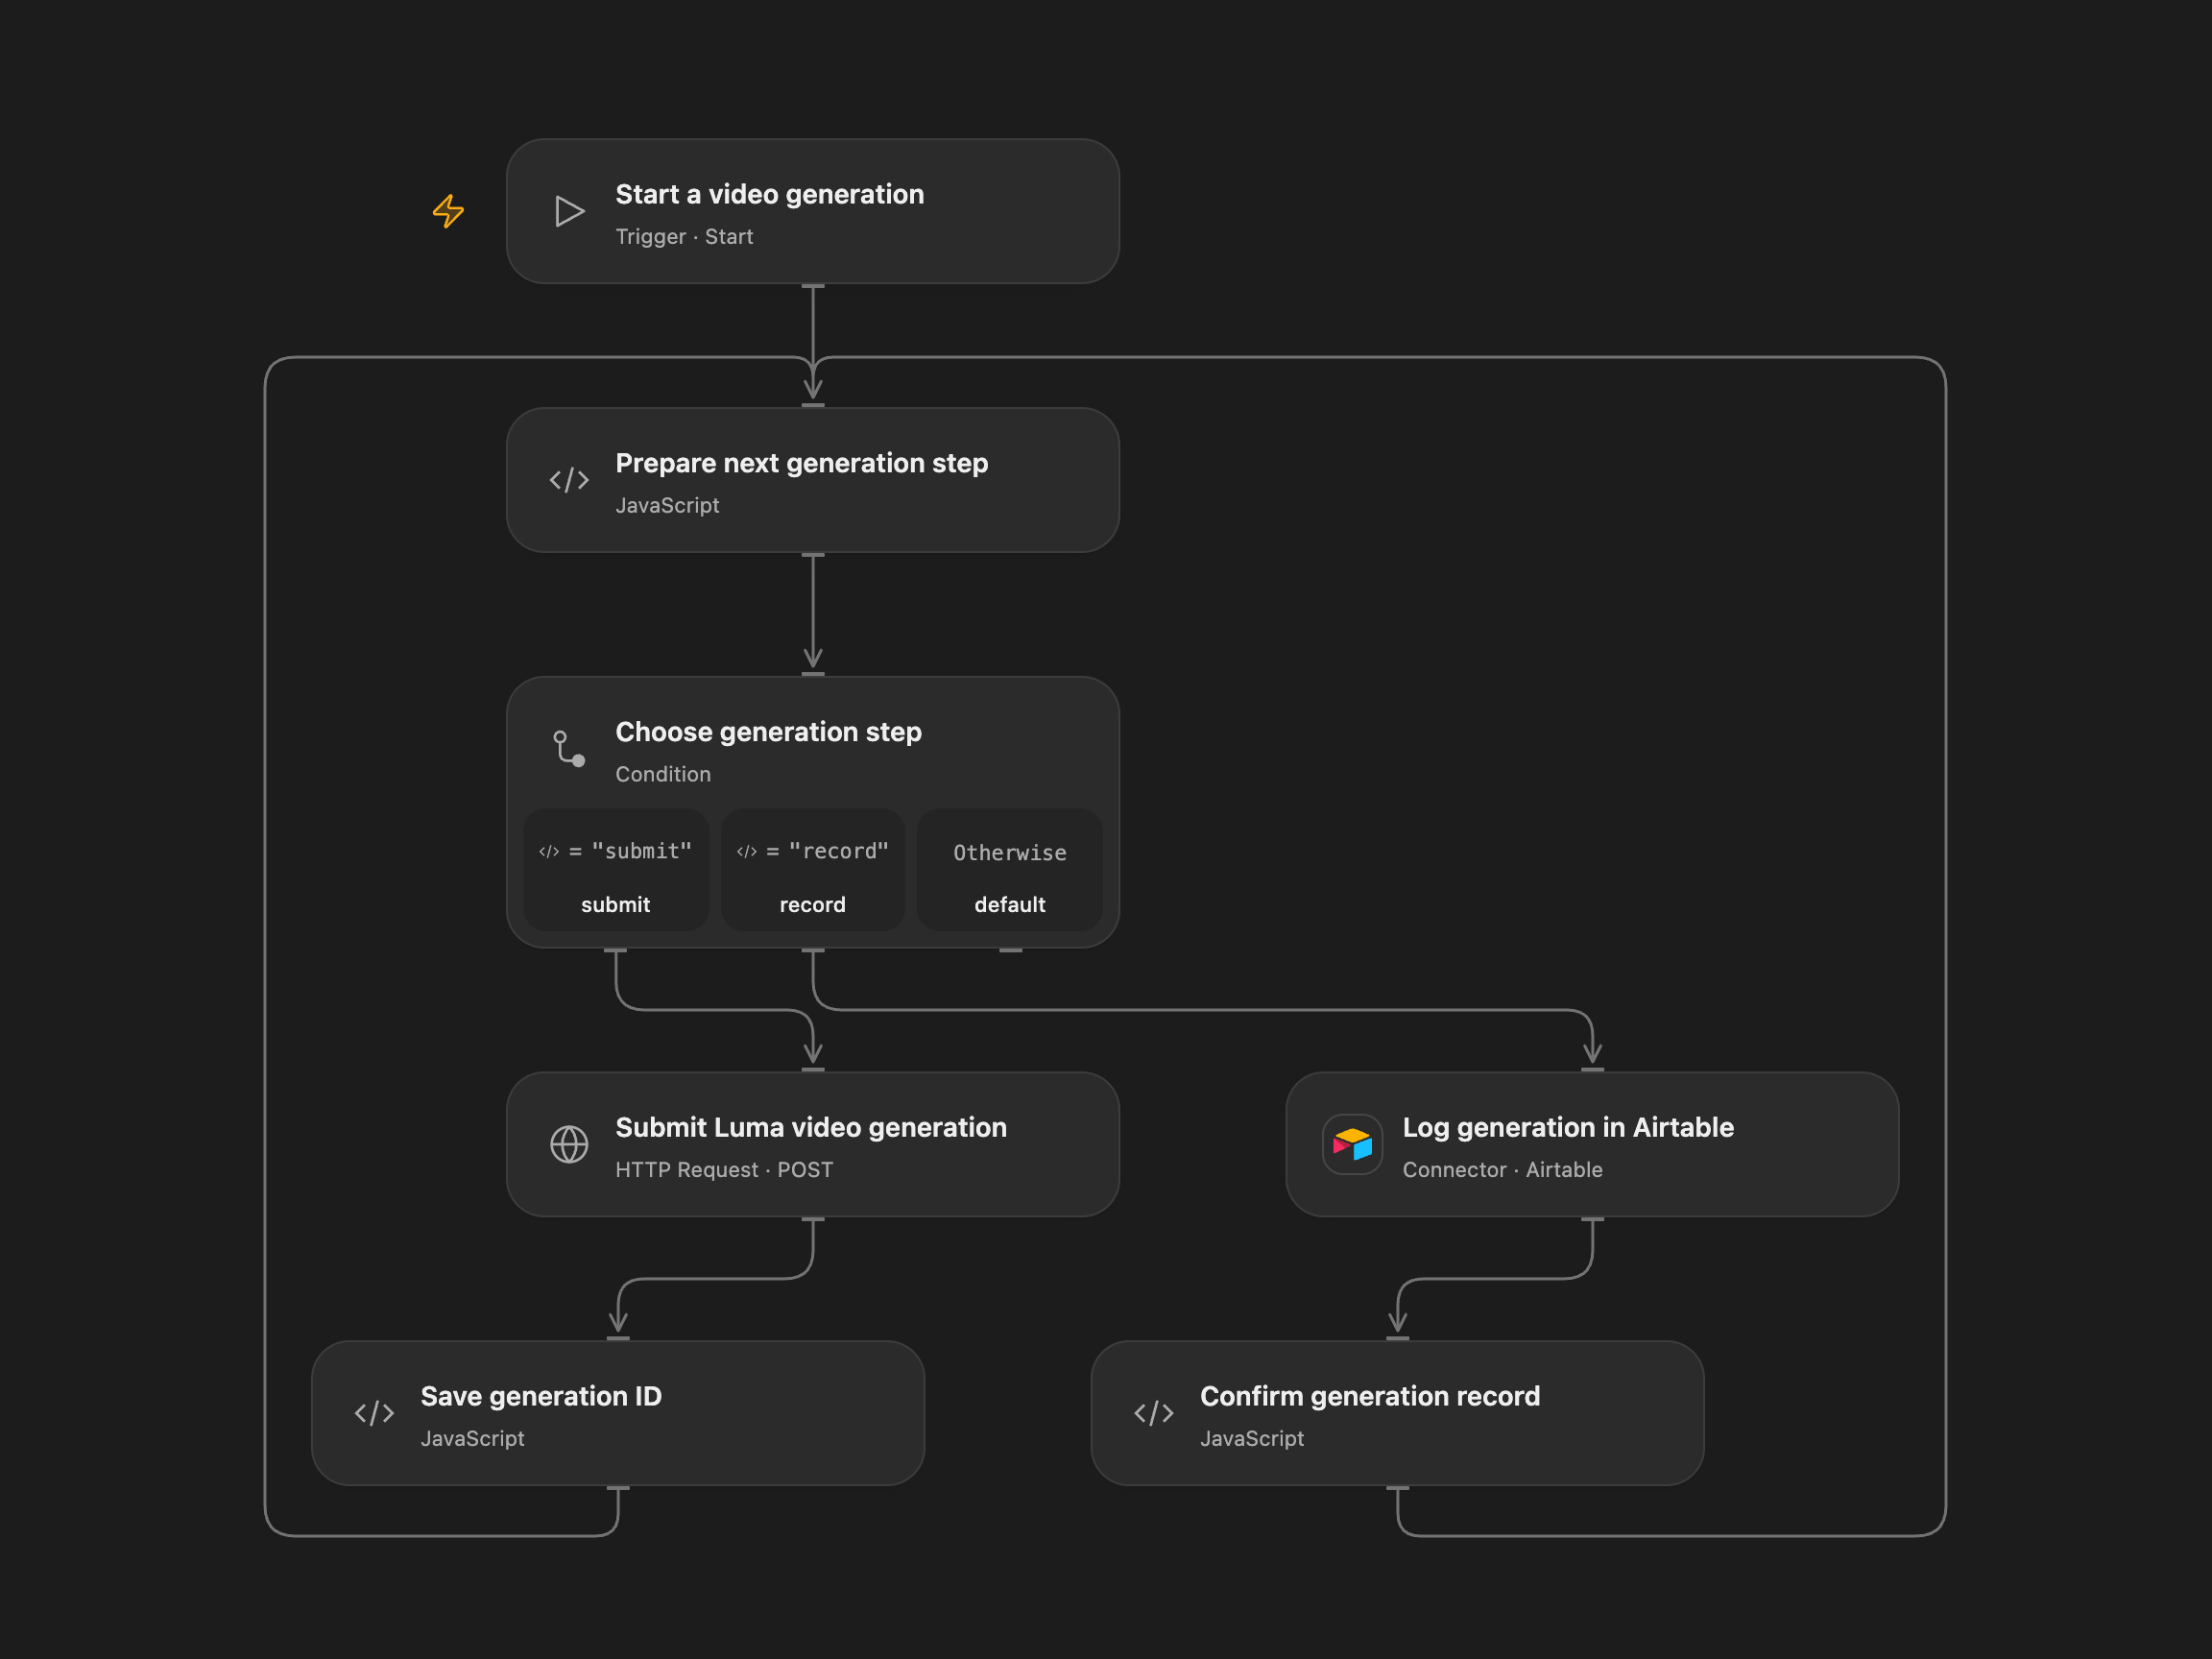 Start a video generation
Trigger · Start
Prepare next generation step
JavaScript
Choose generation step
Condition
</> = "submit"
submit
</> = "record"
record
Otherwise
default
Submit Luma video generation
HTTP Request · POST
Log generation in Airtable
Connector · Airtable
Save generation ID
JavaScript
Confirm generation record
JavaScript